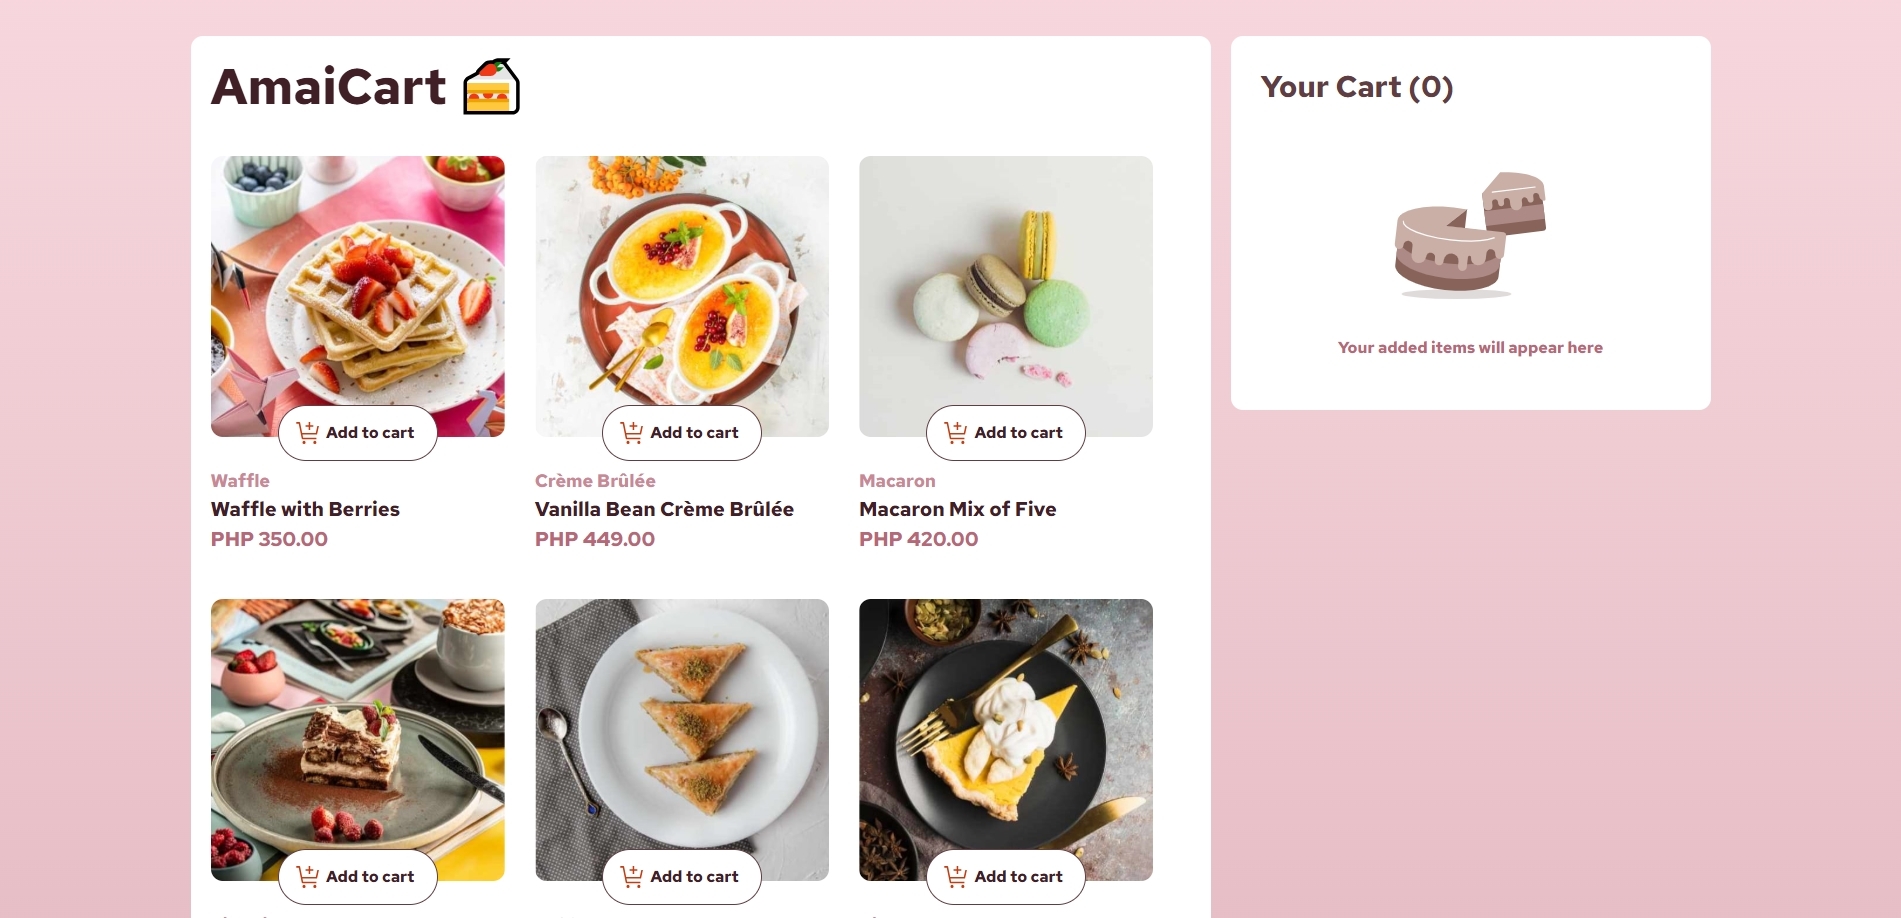 AmaiCart
Your Cart (0)
Your added items will appear here
Add to cart
Add to cart
Add to cart
Waffle
Waffle with Berries
PHP 350.00
Crème Brûlée
Vanilla Bean Crème Brûlée
PHP 449.00
Macaron
Macaron Mix of Five
PHP 420.00
Add to cart
Add to cart
Add to cart